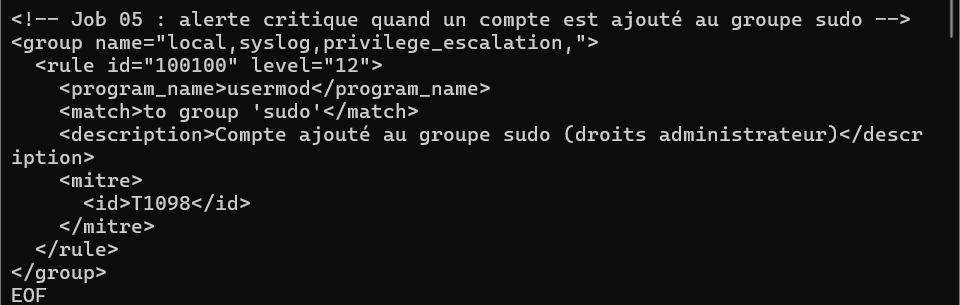 <!-- Job 05 : alerte critique quand un compte est ajouté au groupe sudo -->
<group name="local,syslog,privilege_escalation,">
  <rule id="100100" level="12">
    <program_name>usermod</program_name>
    <match>to group 'sudo'</match>
    <description>Compte ajouté au groupe sudo (droits administrateur)</descr
iption>
    <mitre>
      <id>T1098</id>
    </mitre>
  </rule>
</group>
EOF